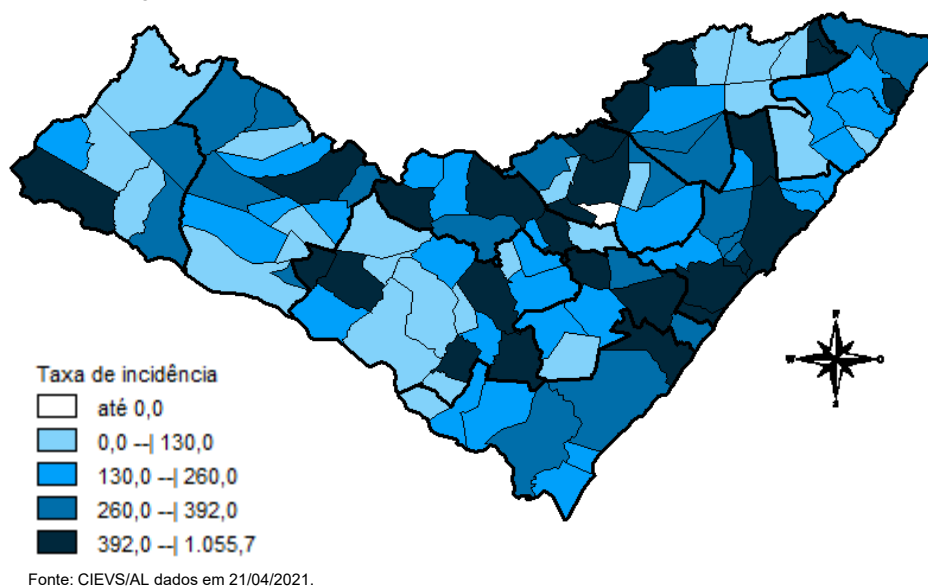 N
W
O
S
Taxa de incidência
até 0,0
0,0 --| 130,0
130,0 --| 260,0
260,0 --| 392,0
392,0 --| 1.055,7
Fonte: CIEVS/AL dados em 21/04/2021.